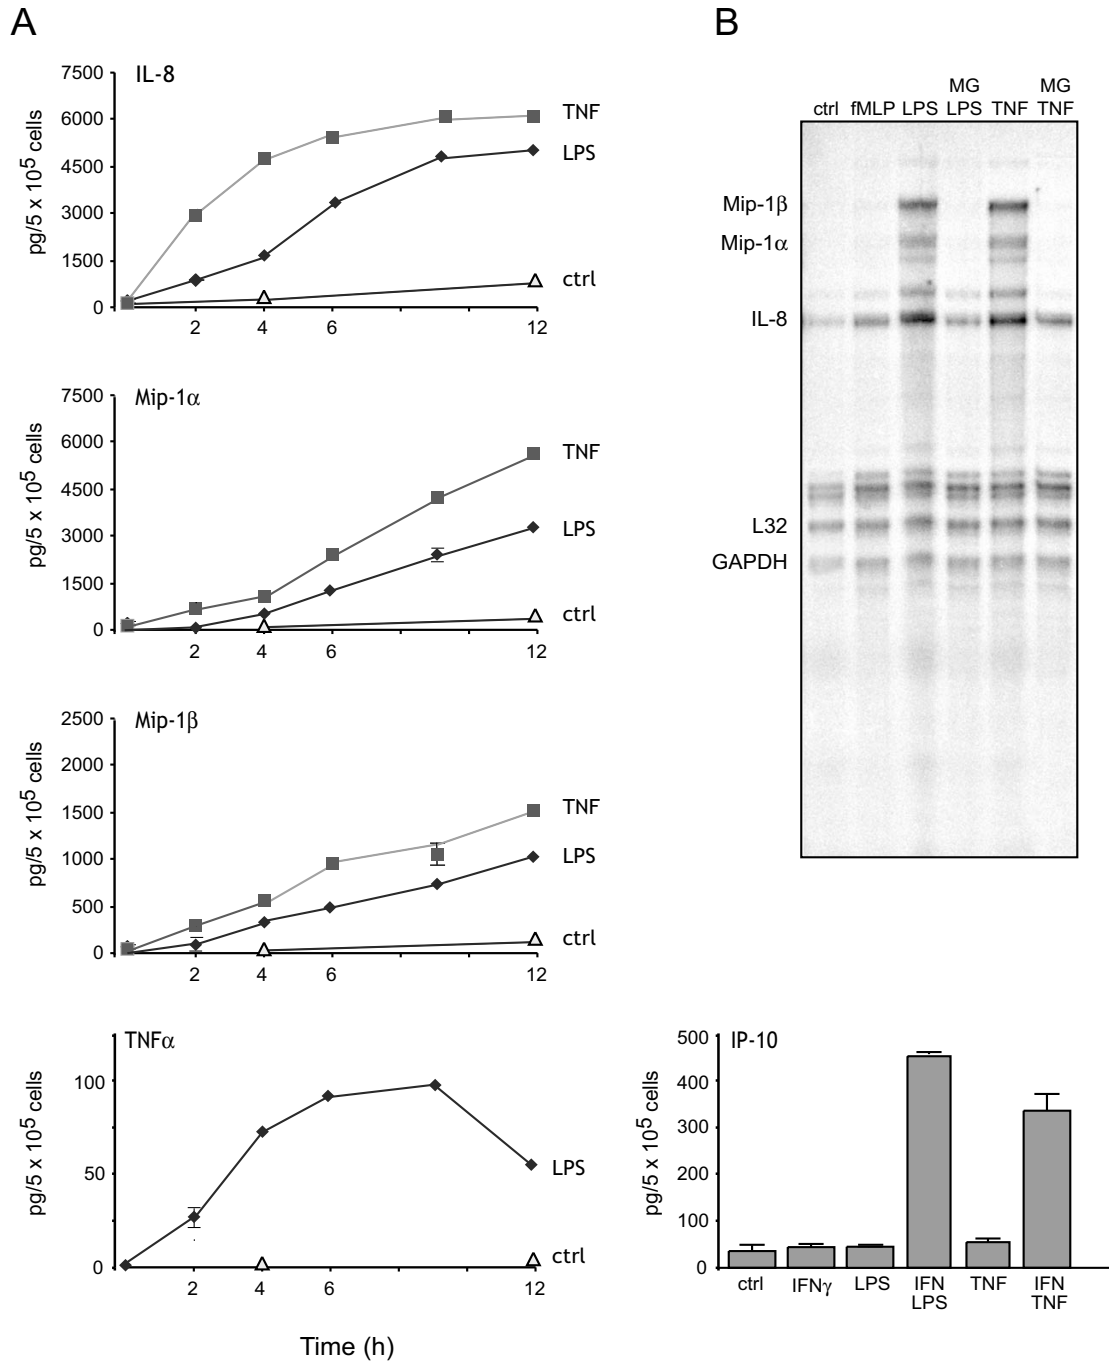 A
IL-8
7500
6000
4500
3000
1500
0
pg/5 x 10⁵ cells
2
4
6
12
TNF
LPS
ctrl
Mip-1α
7500
6000
4500
3000
1500
0
pg/5 x 10⁵ cells
2
4
6
12
TNF
LPS
ctrl
Mip-1β
2500
2000
1500
1000
500
0
pg/5 x 10⁵ cells
2
4
6
12
TNF
LPS
ctrl
TNFα
100
50
0
pg/5 x 10⁵ cells
2
4
6
12
LPS
ctrl
Time (h)
B
MG MG
ctrl fMLP LPS LPS TNF TNF
Mip-1β
Mip-1α
IL-8
L32
GAPDH
IP-10
500
400
300
200
100
0
pg/5 x 10⁵ cells
ctrl IFNγ LPS IFN TNF IFN
LPS TNF